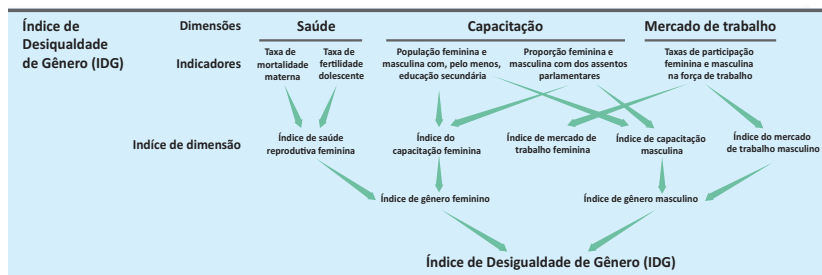 Índice de
Desiqualdade
de Gênero (IDG)
Dimensões
Saúde
Capacitação
Mercado de trabalho
Indicadores
Taxa de
mortalidade
materna
Taxa de
fertilidade
dolescente
População feminina e
masculina com, pelo menos,
educação secundária
Proporção feminina e
masculina com dos assentos
parlamentares
Taxas de participação
feminina e masculina
na força de trabalho
Indíce de dimensão
Índice de saúde
reprodutiva feminina
Índice do
capacitação feminina
Índice de mercado de
trabalho feminina
Índice de capacitação
masculina
Índice do mercado
de trabalho masculino
Índice de gênero feminino
Índice de gênero masculino
Índice de Desigualdade de Gênero (IDG)